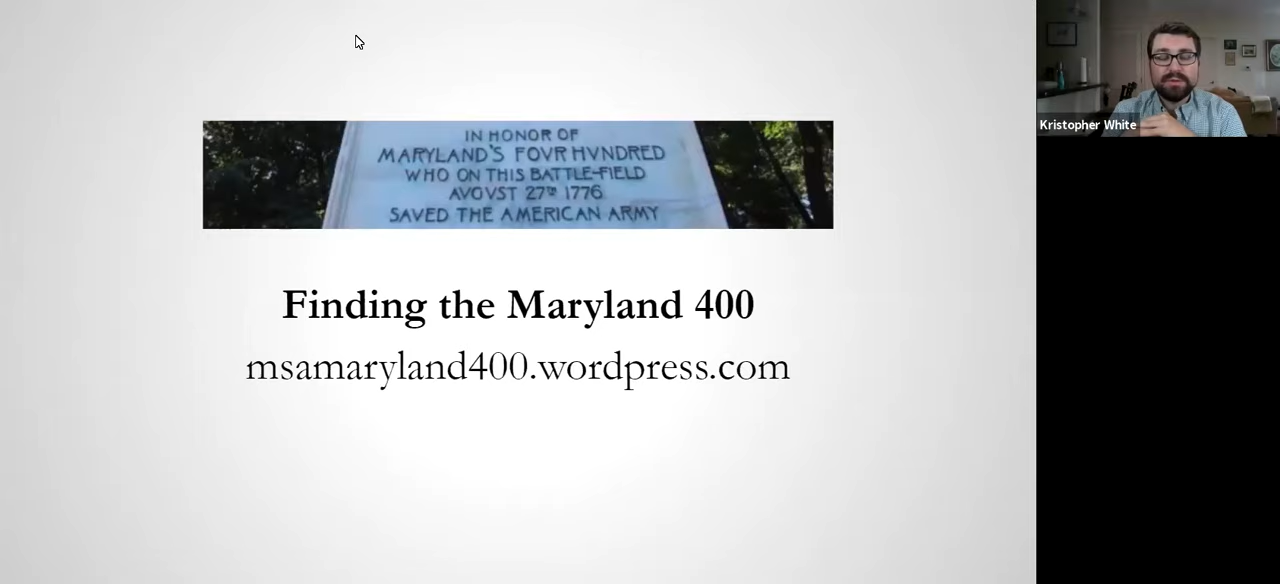 IN HONOR OF
MARYLAND'S FOVR HVNDRED
WHO ON THIS BATTLE-FIELD
AVGVST 27TH 1776
SAVED THE AMERICAN ARMY
Finding the Maryland 400
msamaryland400.wordpress.com
Kristopher White